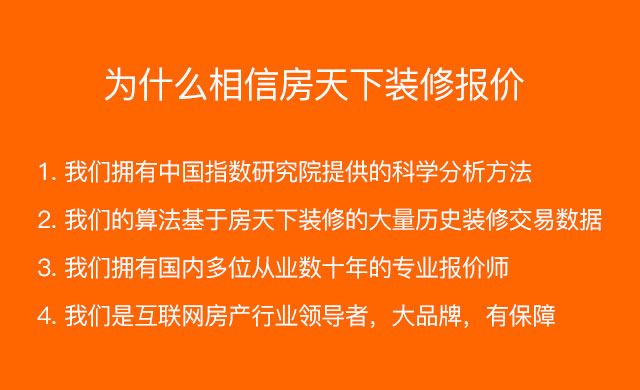 为什么相信房天下装修报价
1. 我们拥有中国指数研究院提供的科学分析方法
2. 我们的算法基于房天下装修的大量历史装修交易数据
3. 我们拥有国内多位从业数十年的专业报价师
4. 我们是互联网房产行业领导者，大品牌，有保障